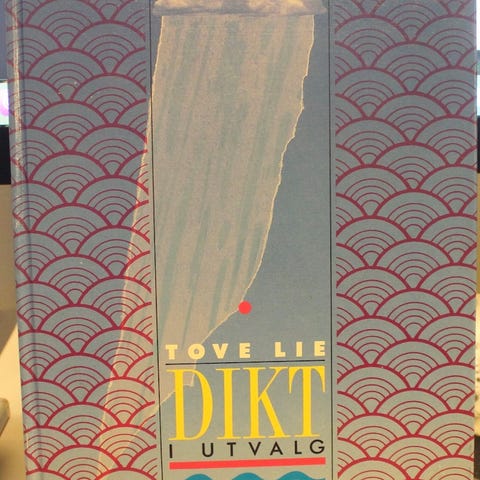 TOVE LIE
DIKT
I UTVALG